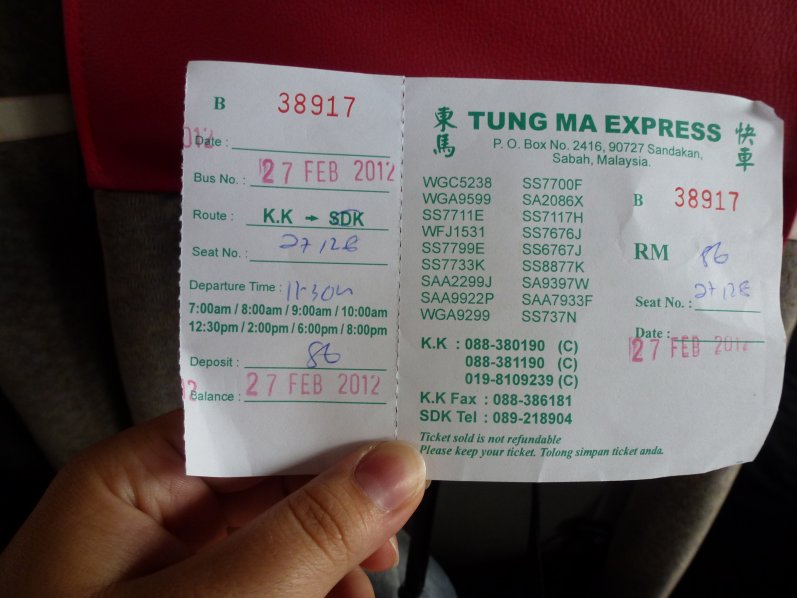 B 38917
Date :
27 FEB 2012
Bus No. :
Route : K.K → SDK
Seat No. : 27,28
Departure Time :
7:00am / 8:00am / 9:00am / 10:00am
12:30pm / 2:00pm / 6:00pm / 8:00pm
Deposit : 86
27 FEB 2012
Balance :
東馬 TUNG MA EXPRESS 快車
P. O. Box No. 2416, 90727 Sandakan,
Sabah, Malaysia.
WGC5238 SS7700F
WGA9599 SA2086X
SS7711E SS7117H
WFJ1531 SS7676J
SS7799E SS6767J
SS7733K SS8877K
SAA2299J SA9397W
SAA9922P SAA7933F
WGA9299 SS737N
K.K : 088-380190 (C)
088-381190 (C)
019-8109239 (C)
K.K Fax : 088-386181
SDK Tel : 089-218904
Ticket sold is not refundable
Please keep your ticket. Tolong simpan ticket anda.
B 38917
RM 86
Seat No. : 27,28
Date :
27 FEB 2012